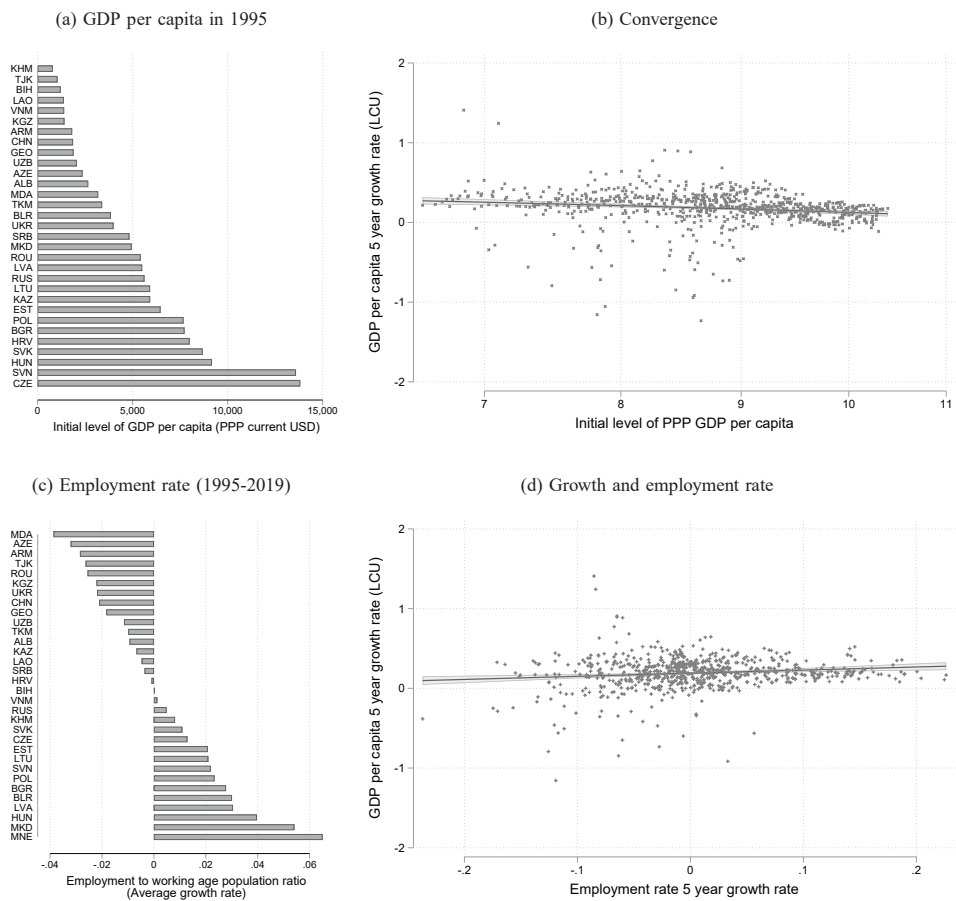 (a) GDP per capita in 1995
KHM
TJK
BIH
LAO
VNM
KGZ
ARM
CHN
GEO
UZB
AZE
ALB
MDA
TKM
BLR
UKR
SRB
MKD
ROU
LVA
RUS
LTU
KAZ
EST
POL
BGR
HRV
SVK
HUN
SVN
CZE
0 5,000 10,000 15,000
Initial level of GDP per capita (PPP current USD)
(b) Convergence
2
1
0
-1
-2
GDP per capita 5 year growth rate (LCU)
7 8 9 10 11
Initial level of PPP GDP per capita
(c) Employment rate (1995-2019)
MDA
AZE
ARM
TJK
ROU
KGZ
UKR
CHN
GEO
UZB
TKM
ALB
KAZ
LAO
SRB
HRV
BIH
VNM
RUS
KHM
SVK
CZE
EST
LTU
SVN
POL
BGR
BLR
LVA
HUN
MKD
MNE
-.04 -.02 0 .02 .04 .06
Employment to working age population ratio
(Average growth rate)
(d) Growth and employment rate
2
1
0
-1
-2
GDP per capita 5 year growth rate (LCU)
-.2 -.1 0 .1 .2
Employment rate 5 year growth rate